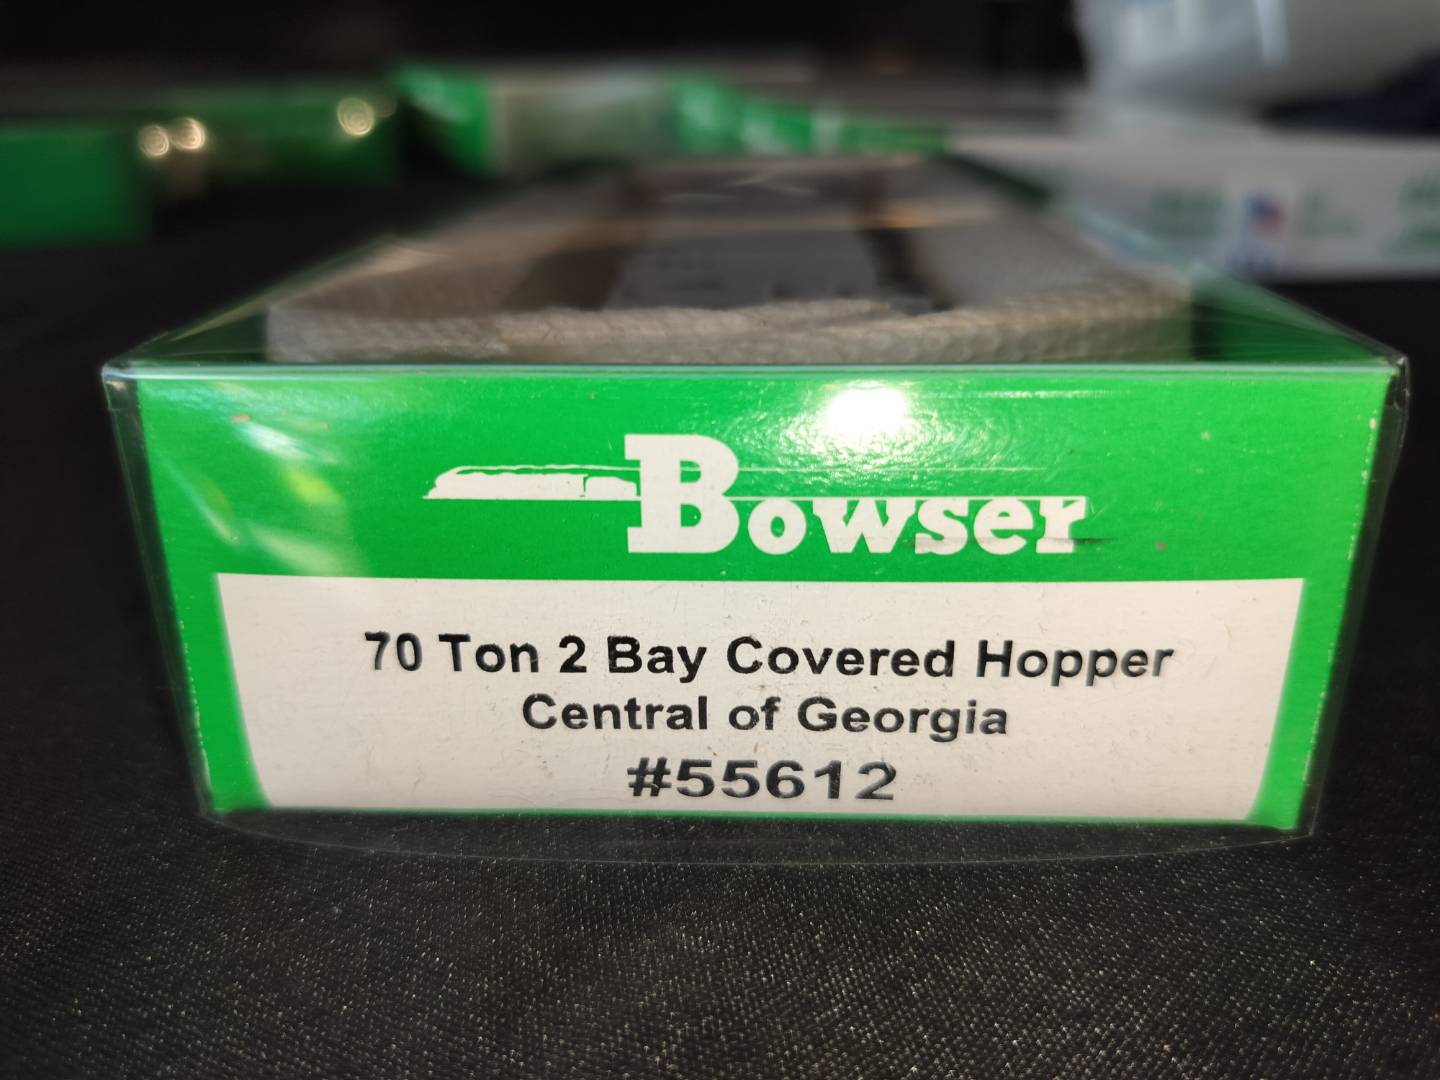 Bowser
70 Ton 2 Bay Covered Hopper
Central of Georgia
#55612